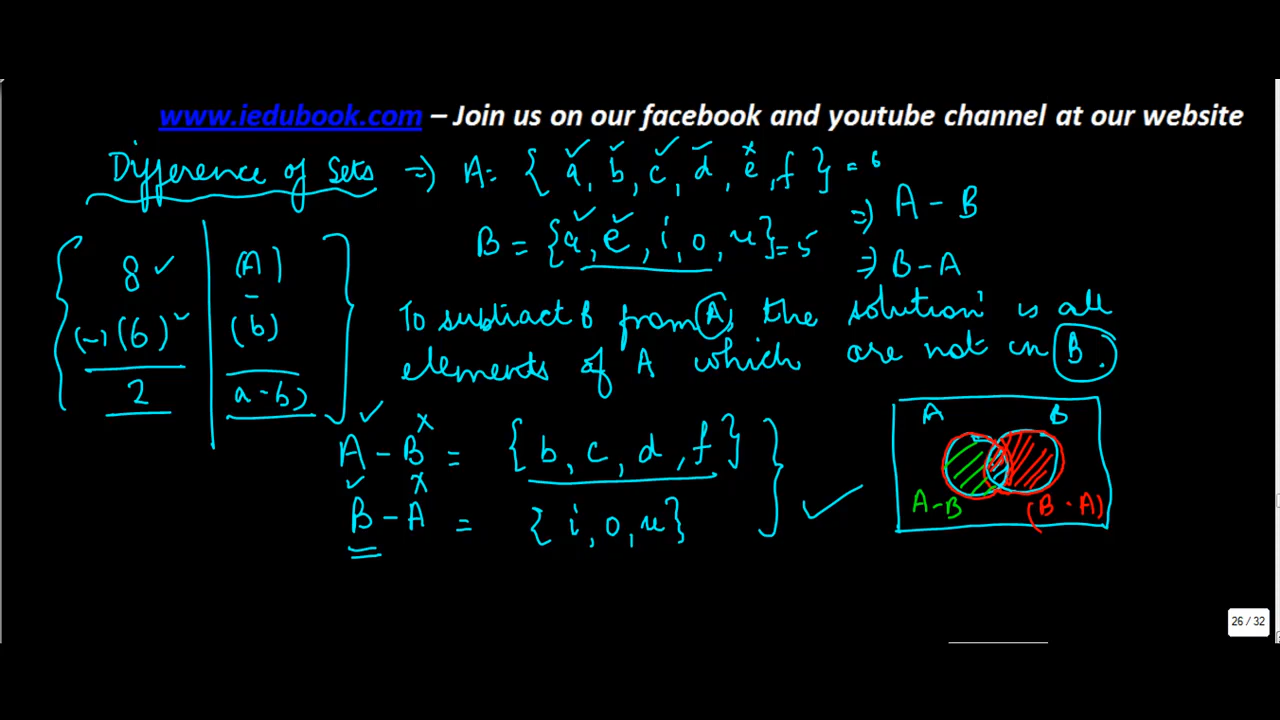 www.iedubook.com – Join us on our facebook and youtube channel at our website
Difference of Sets => A = { a, b, c, d, e, f } = 6
B = { a, e, i, o, u } = 5
=> A - B
=> B - A
8 (A)
-
(-) (6) (b)
2 (a - b)
To subtract b from A, the solution is all
elements of A which are not in B.
A - B = { b, c, d, f }
B - A = { i, o, u }
A B
A-B (B - A)
26 / 32